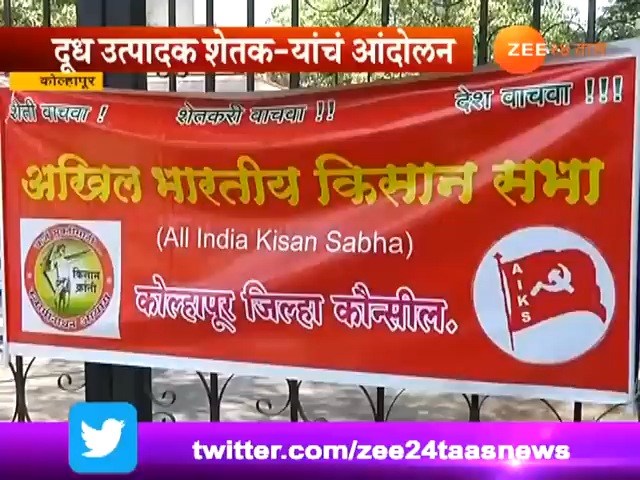 दूध उत्पादक शेतक-यांचं आंदोलन
ZEE २४ तास
कोल्हापूर
शेती वाचवा !
शेतकरी वाचवा !!
देश वाचवा !!!
अखिल भारतीय किसान सभा
(All India Kisan Sabha)
किसान
क्रांती
कोल्हापूर जिल्हा कौन्सील.
AIKS
twitter.com/zee24taasnews